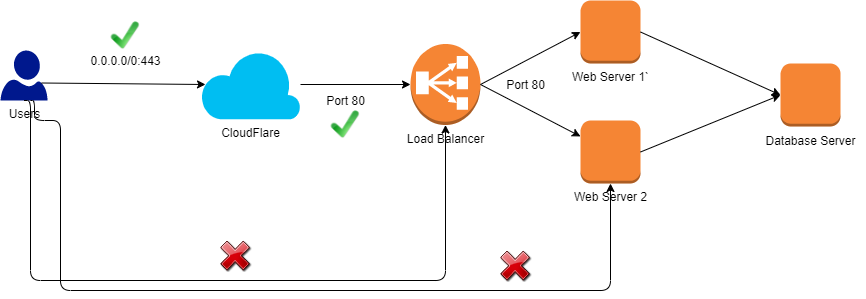 0.0.0.0/0:443
Users
CloudFlare
Port 80
Load Balancer
Port 80
Web Server 1`
Web Server 2
Database Server